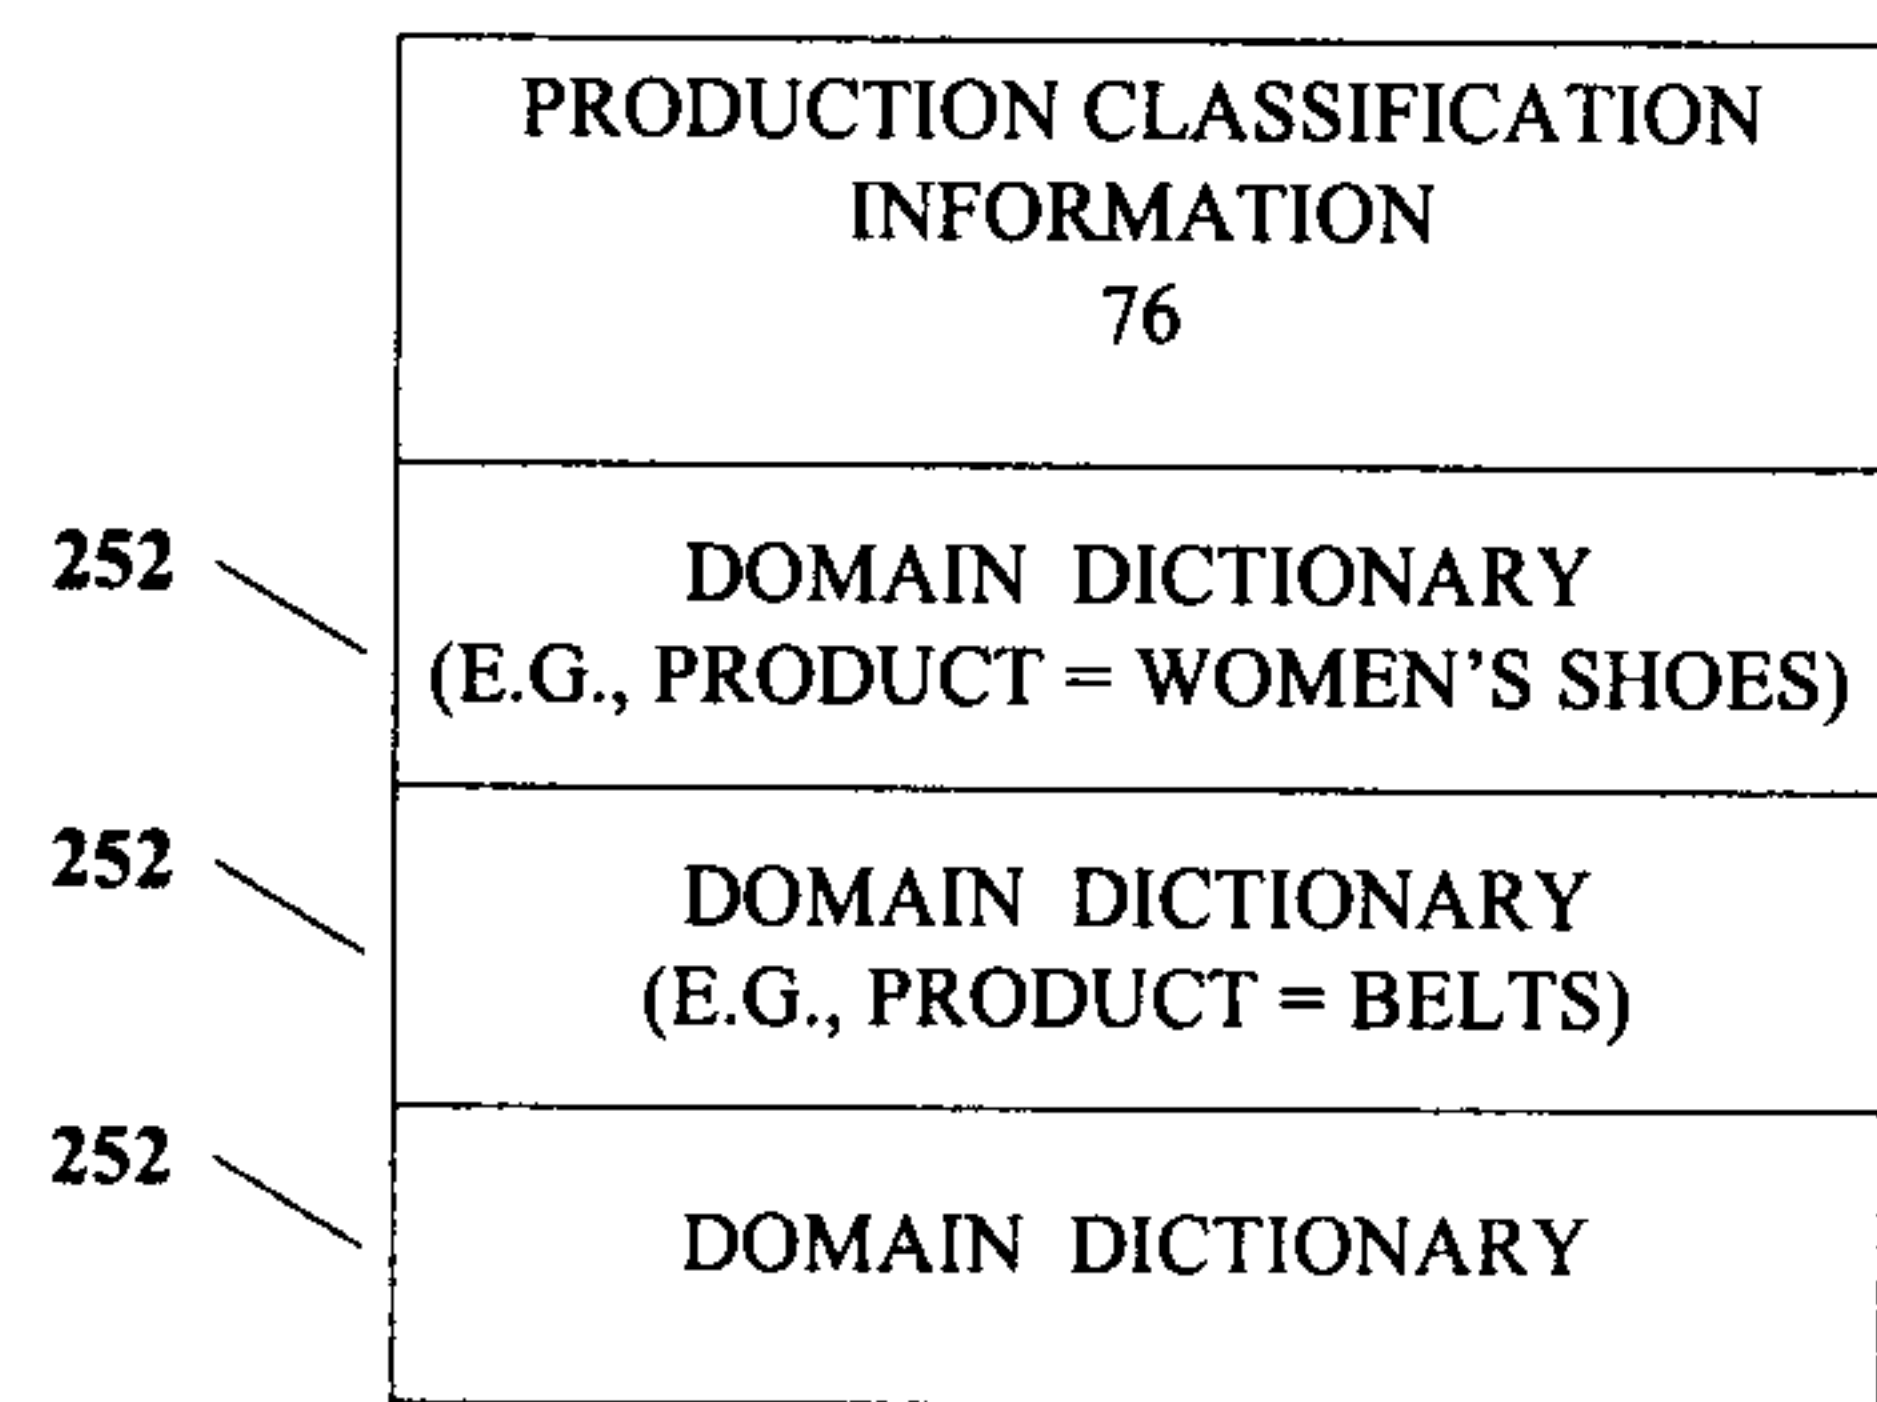 PRODUCTION CLASSIFICATION
INFORMATION
76
252
DOMAIN DICTIONARY
(E.G., PRODUCT = WOMEN'S SHOES)
252
DOMAIN DICTIONARY
(E.G., PRODUCT = BELTS)
252
DOMAIN DICTIONARY